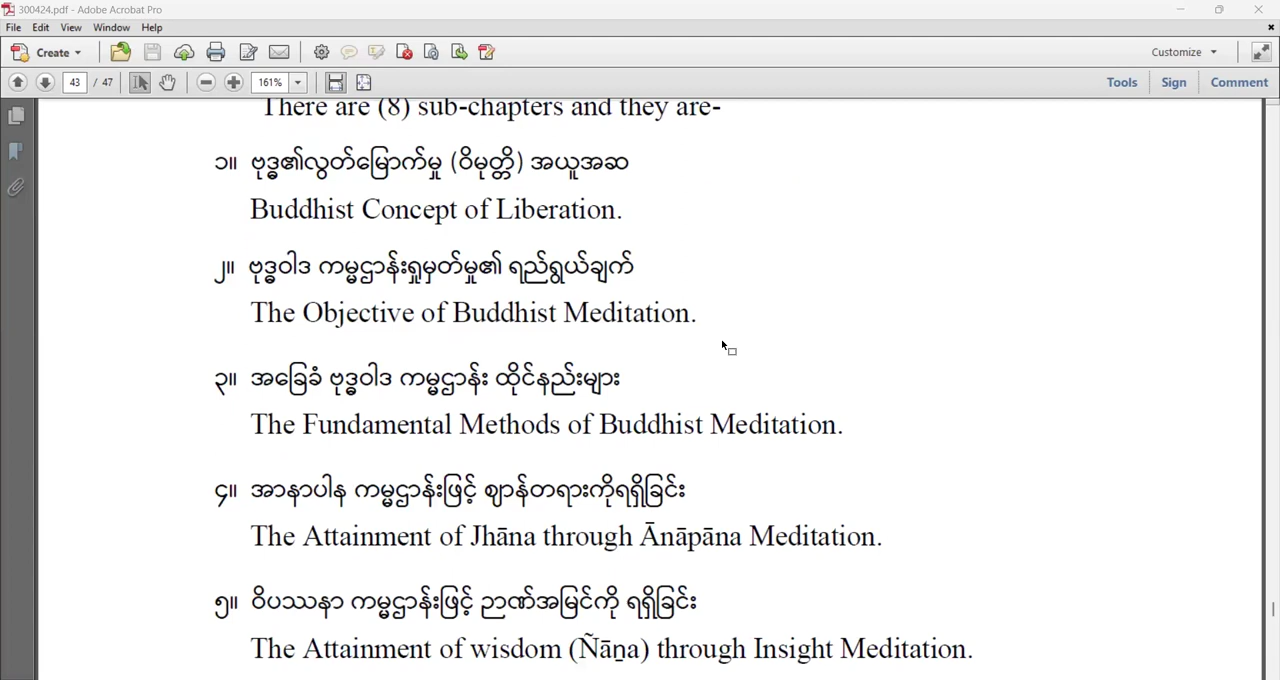 300424.pdf - Adobe Acrobat Pro
File Edit View Window Help
Create Customize
43 / 47 161% Tools Sign Comment
There are (8) sub-chapters and they are-
၁။ ဗုဒ္ဓ၏လွတ်မြောက်မှု (ဝိမုတ္တိ) အယူအဆ
Buddhist Concept of Liberation.
၂။ ဗုဒ္ဓဝါဒ ကမ္မဋ္ဌာန်းရှုမှတ်မှု၏ ရည်ရွယ်ချက်
The Objective of Buddhist Meditation.
၃။ အခြေခံ ဗုဒ္ဓဝါဒ ကမ္မဋ္ဌာန်း ထိုင်နည်းများ
The Fundamental Methods of Buddhist Meditation.
၄။ အာနာပါန ကမ္မဋ္ဌာန်းဖြင့် ဈာန်တရားကိုရရှိခြင်း
The Attainment of Jhāna through Ānāpāna Meditation.
၅။ ဝိပဿနာ ကမ္မဋ္ဌာန်းဖြင့် ဉာဏ်အမြင်ကို ရရှိခြင်း
The Attainment of wisdom (Ñāṉa) through Insight Meditation.